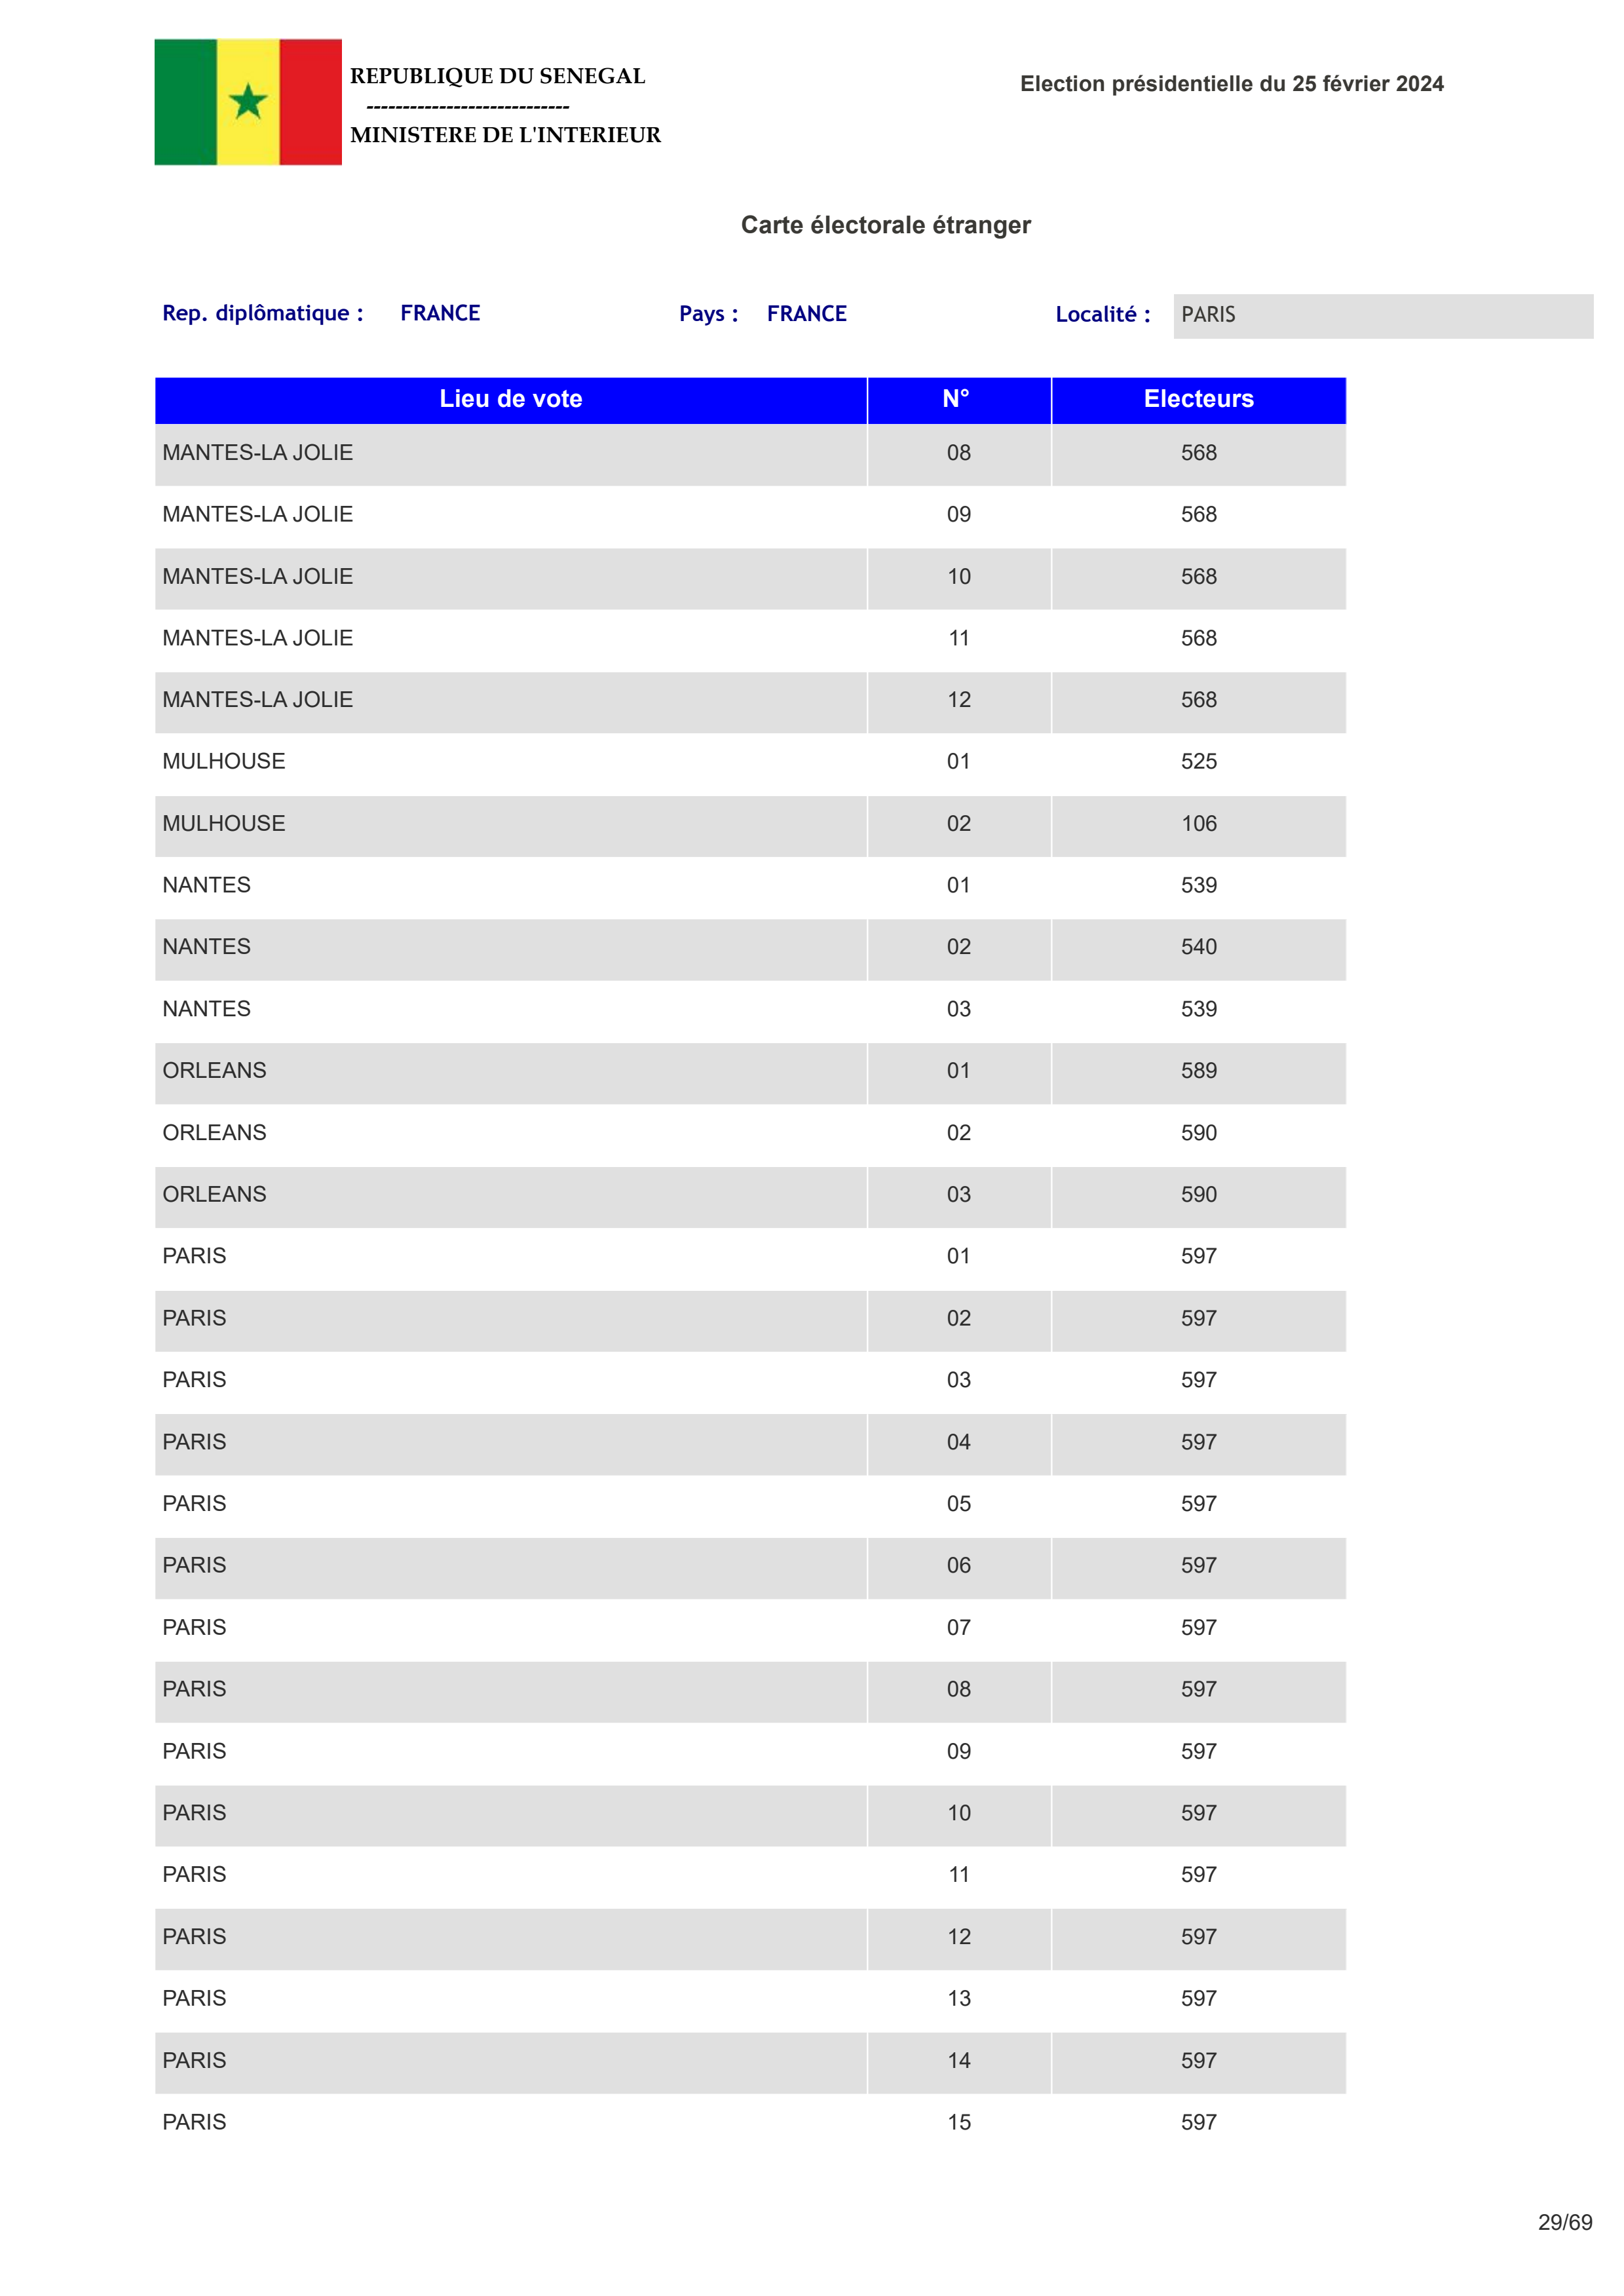 REPUBLIQUE DU SENEGAL
----------------------------
MINISTERE DE L'INTERIEUR
Election présidentielle du 25 février 2024
Carte électorale étranger
Rep. diplômatique : FRANCE Pays : FRANCE Localité : PARIS
Lieu de vote N° Electeurs
MANTES-LA JOLIE 08 568
MANTES-LA JOLIE 09 568
MANTES-LA JOLIE 10 568
MANTES-LA JOLIE 11 568
MANTES-LA JOLIE 12 568
MULHOUSE 01 525
MULHOUSE 02 106
NANTES 01 539
NANTES 02 540
NANTES 03 539
ORLEANS 01 589
ORLEANS 02 590
ORLEANS 03 590
PARIS 01 597
PARIS 02 597
PARIS 03 597
PARIS 04 597
PARIS 05 597
PARIS 06 597
PARIS 07 597
PARIS 08 597
PARIS 09 597
PARIS 10 597
PARIS 11 597
PARIS 12 597
PARIS 13 597
PARIS 14 597
PARIS 15 597
29/69